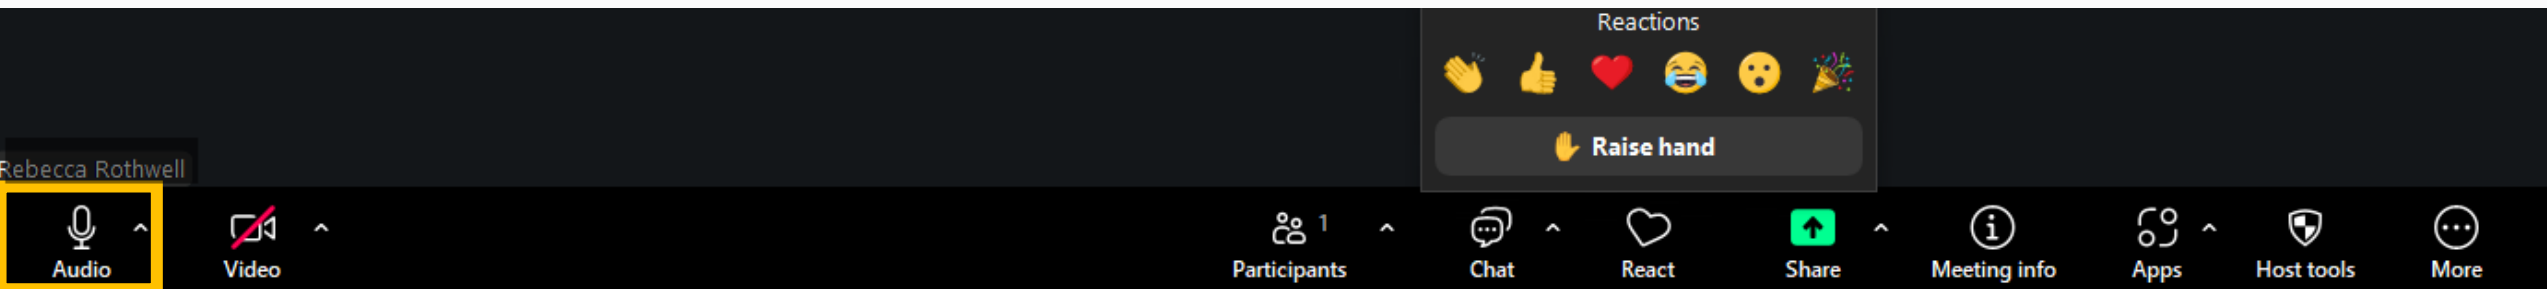 Reactions
Raise hand
Rebecca Rothwell
Audio
Video
1
Participants
Chat
React
Share
Meeting info
Apps
Host tools
More